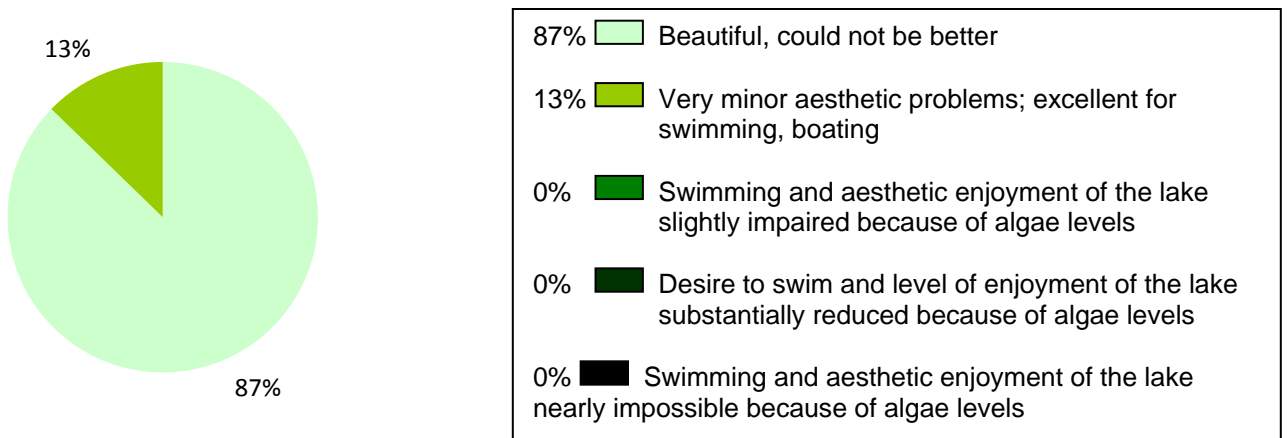 13%
87%
87% Beautiful, could not be better
13% Very minor aesthetic problems; excellent for
swimming, boating
0% Swimming and aesthetic enjoyment of the lake
slightly impaired because of algae levels
0% Desire to swim and level of enjoyment of the lake
substantially reduced because of algae levels
0% Swimming and aesthetic enjoyment of the lake
nearly impossible because of algae levels